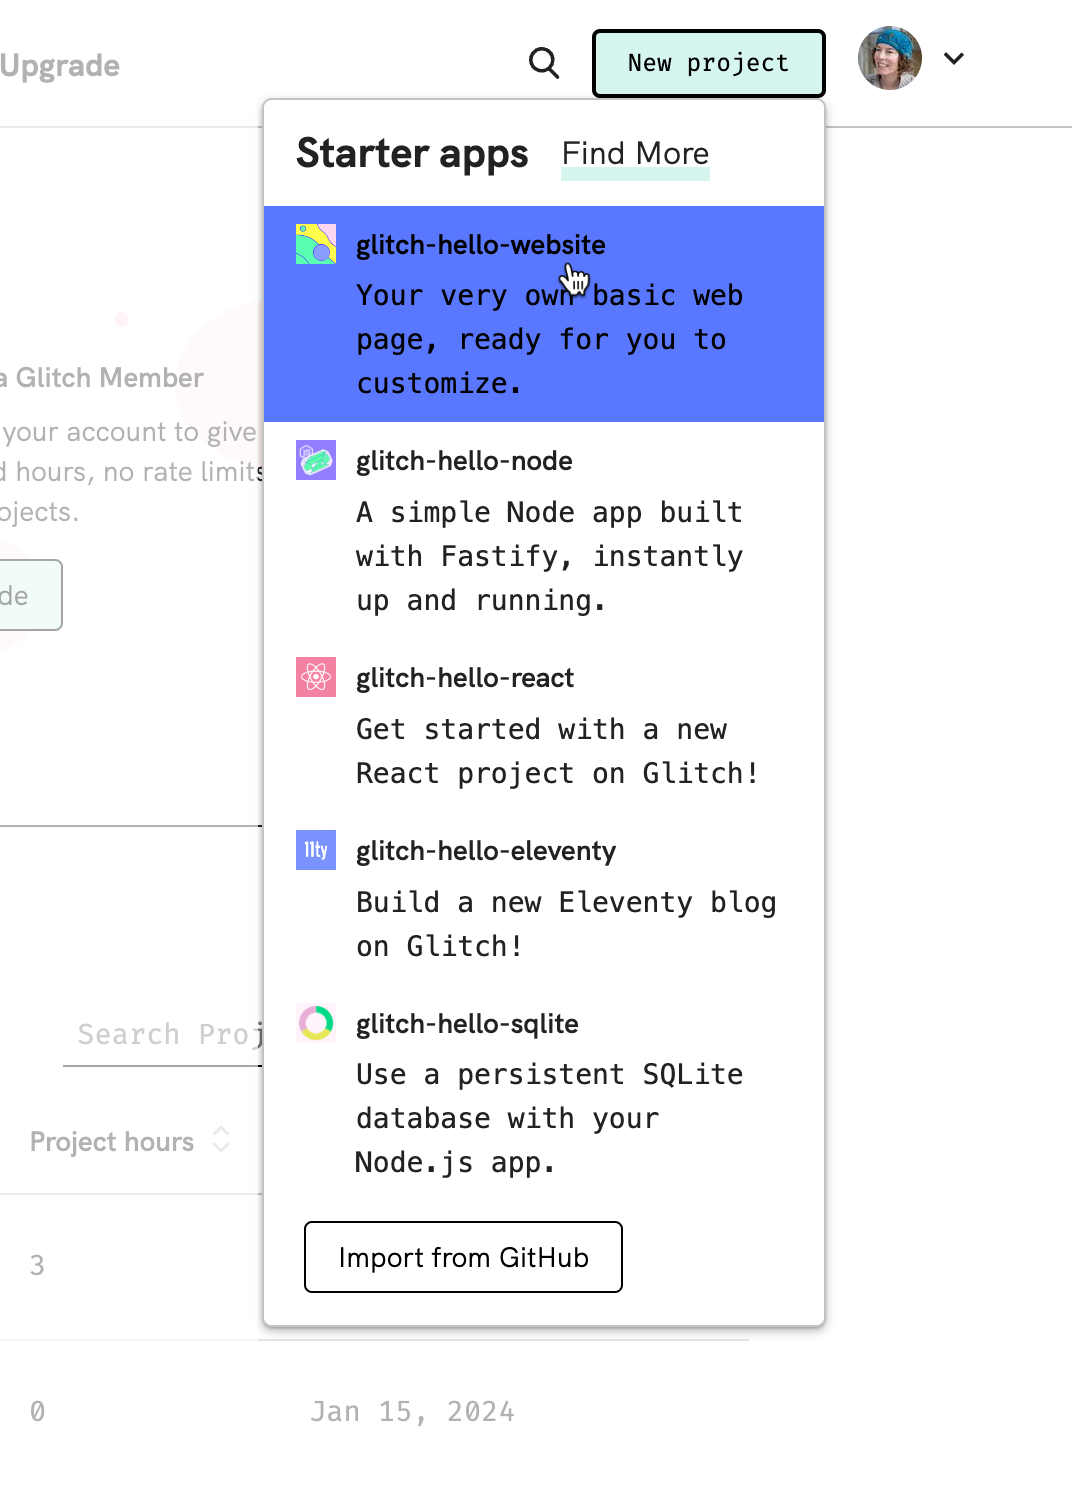 Upgrade
New project
Starter apps Find More
glitch-hello-website
Your very own basic web
page, ready for you to
customize.
a Glitch Member
your account to give
hours, no rate limits
glitch-hello-node
A simple Node app built
with Fastify, instantly
up and running.
glitch-hello-react
Get started with a new
React project on Glitch!
11ty
glitch-hello-eleventy
Build a new Eleventy blog
on Glitch!
Search Proj
glitch-hello-sqlite
Use a persistent SQLite
database with your
Node.js app.
Project hours
Import from GitHub
3
0 Jan 15, 2024